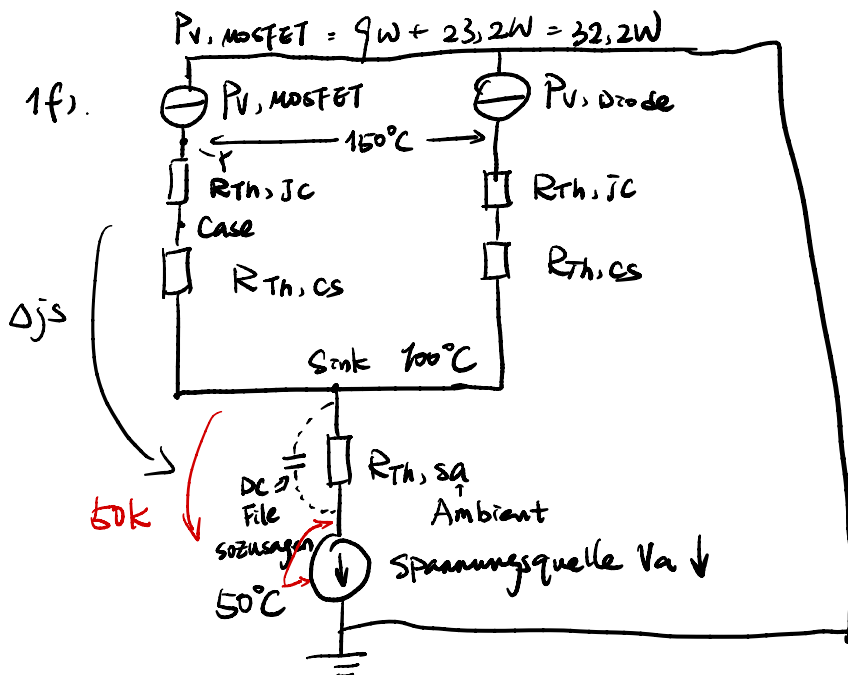 Pv, MOSFET = 9W + 23,2W = 32,2W
1f).
Pv, MOSFET
Pv, Diode
150°C
RTh, JC
RTh, jc
Case
RTh, CS
RTh, CS
Δjs
Sink 100°C
RTh, sa
DC
File
sozusagen
Ambient
50K
50°C
Spannungsquelle Va ↓